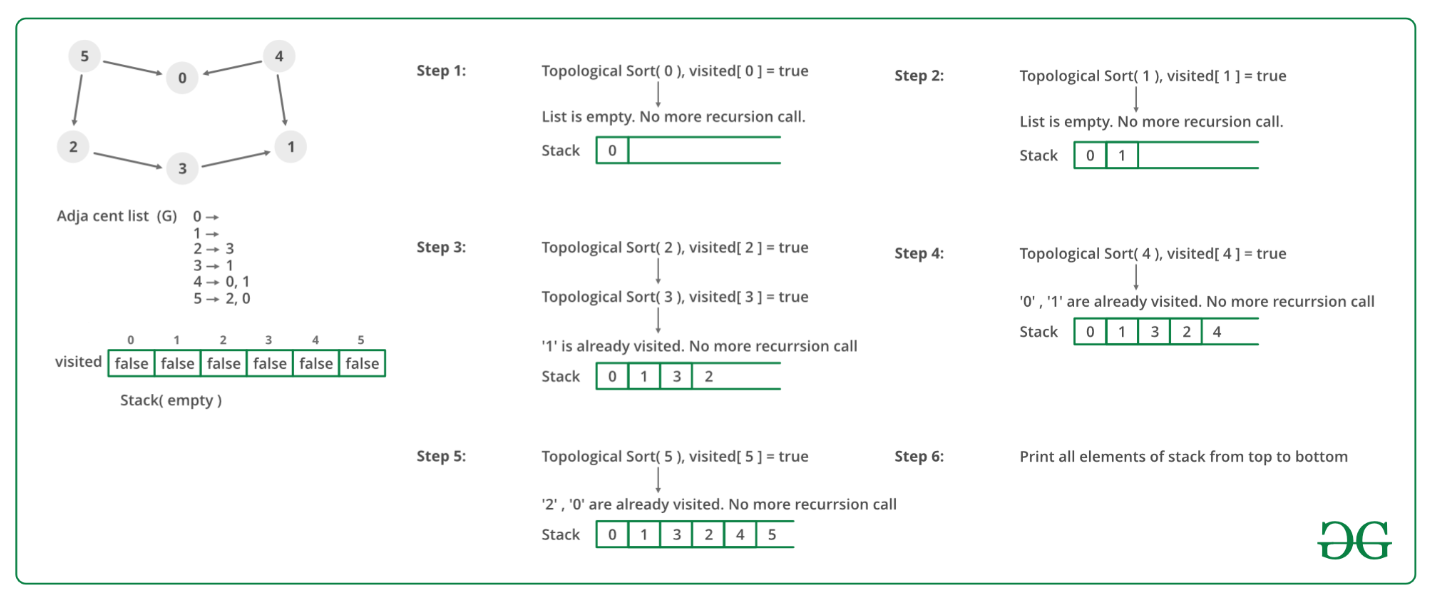 5
4
0
2
1
3
Adja cent list (G) 0 →
1 →
2 → 3
3 → 1
4 → 0, 1
5 → 2, 0
0 1 2 3 4 5
visited false false false false false false
Stack( empty )
Step 1: Topological Sort( 0 ), visited[ 0 ] = true
List is empty. No more recursion call.
Stack 0
Step 2: Topological Sort( 1 ), visited[ 1 ] = true
List is empty. No more recursion call.
Stack 0 1
Step 3: Topological Sort( 2 ), visited[ 2 ] = true
Topological Sort( 3 ), visited[ 3 ] = true
'1' is already visited. No more recurrsion call
Stack 0 1 3 2
Step 4: Topological Sort( 4 ), visited[ 4 ] = true
'0' , '1' are already visited. No more recurrsion call
Stack 0 1 3 2 4
Step 5: Topological Sort( 5 ), visited[ 5 ] = true
'2' , '0' are already visited. No more recurrsion call
Stack 0 1 3 2 4 5
Step 6: Print all elements of stack from top to bottom